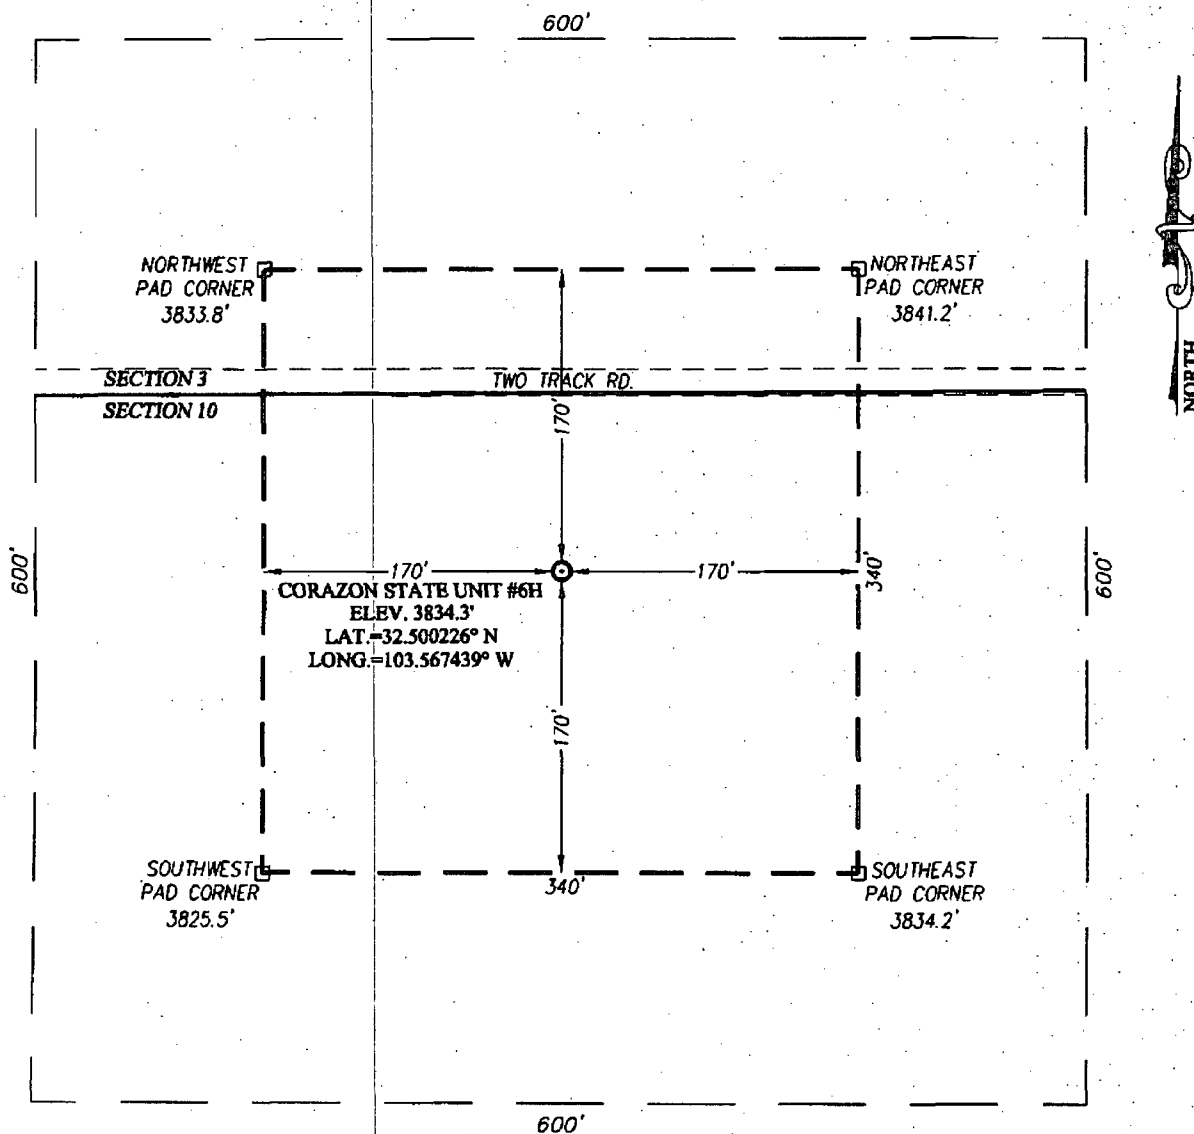 600'
NORTHWEST
PAD CORNER
3833.8'
NORTHEAST
PAD CORNER
3841.2'
NORTH
SECTION 3
TWO TRACK RD.
SECTION 10
170'
600'
170'
170'
340'
600'
CORAZON STATE UNIT #6H
ELEV. 3834.3'
LAT.=32.500226° N
LONG.=103.567439° W
170'
SOUTHWEST
PAD CORNER
3825.5'
340'
SOUTHEAST
PAD CORNER
3834.2'
600'